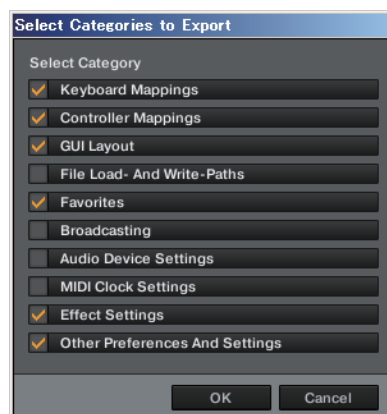 Select Categories to Export
Select Category
Keyboard Mappings
Controller Mappings
GUI Layout
File Load- And Write-Paths
Favorites
Broadcasting
Audio Device Settings
MIDI Clock Settings
Effect Settings
Other Preferences And Settings
OK Cancel